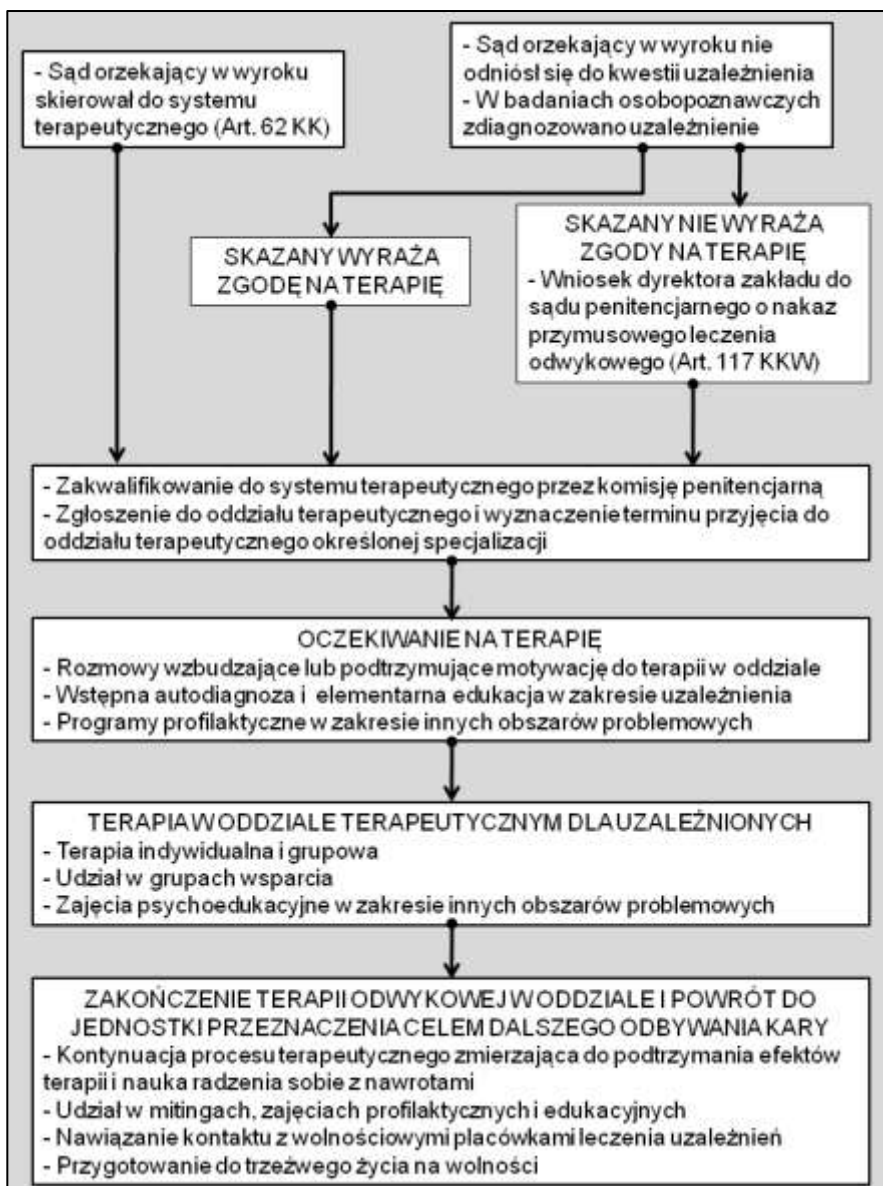 - Sąd orzekający w wyroku
skierował do systemu
terapeutycznego (Art. 62 KK)
- Sąd orzekający w wyroku nie
odniósł się do kwestii uzależnienia
- W badaniach osobopoznawczych
zdiagnozowano uzależnienie
SKAZANY WYRAŻA
ZGODĘ NA TERAPIĘ
SKAZANY NIE WYRAŻA
ZGODY NA TERAPIĘ
- Wniosek dyrektora zakładu do
sądu penitencjarnego o nakaz
przymusowego leczenia
odwykowego (Art. 117 KKW)
- Zakwalifikowanie do systemu terapeutycznego przez komisję penitencjarną
- Zgłoszenie do oddziału terapeutycznego i wyznaczenie terminu przyjęcia do
oddziału terapeutycznego określonej specjalizacji
OCZEKIWANIE NA TERAPIĘ
- Rozmowy wzbudzające lub podtrzymujące motywację do terapii w oddziale
- Wstępna autodiagnoza i elementarna edukacja w zakresie uzależnienia
- Programy profilaktyczne w zakresie innych obszarów problemowych
TERAPIA W ODDZIALE TERAPEUTYCZNYM DLA UZALEŻNIONYCH
- Terapia indywidualna i grupowa
- Udział w grupach wsparcia
- Zajęcia psychoedukacyjne w zakresie innych obszarów problemowych
ZAKOŃCZENIE TERAPII ODWYKOWEJ W ODDZIALE I POWRÓT DO
JEDNOSTKI PRZEZNACZENIA CELEM DALSZEGO ODBYWANIA KARY
- Kontynuacja procesu terapeutycznego zmierzająca do podtrzymania efektów
terapii i nauka radzenia sobie z nawrotami
- Udział w mitingach, zajęciach profilaktycznych i edukacyjnych
- Nawiązanie kontaktu z wolnościowymi placówkami leczenia uzależnień
- Przygotowanie do trzeźwego życia na wolności